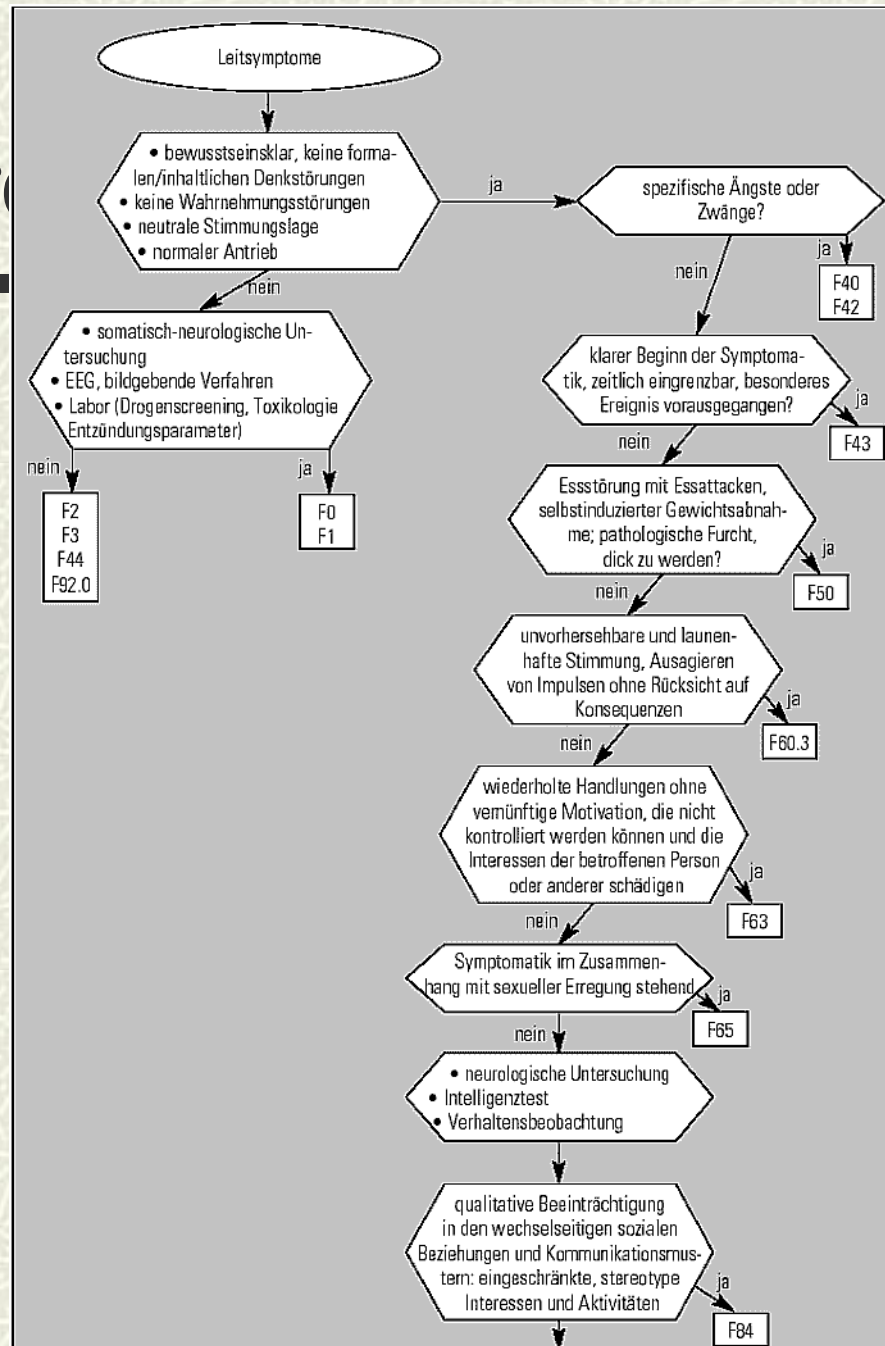 Leitsymptome
• bewusstseinsklar, keine forma-
len/inhaltlichen Denkstörungen
• keine Wahrnehmungsstörungen
• neutrale Stimmungslage
• normaler Antrieb
ja
spezifische Ängste oder
Zwänge?
nein
ja
F40
F42
nein
• somatisch-neurologische Un-
tersuchung
• EEG, bildgebende Verfahren
• Labor (Drogenscreening, Toxikologie
Entzündungsparameter)
nein
F2
F3
F44
F92.0
ja
F0
F1
klarer Beginn der Symptoma-
tik, zeitlich eingrenzbar, besonderes
Ereignis vorausgegangen?
ja
F43
nein
Essstörung mit Essattacken,
selbstinduzierter Gewichtsabnah-
me; pathologische Furcht,
dick zu werden?
ja
F50
nein
unvorhersehbare und launen-
hafte Stimmung, Ausagieren
von Impulsen ohne Rücksicht auf
Konsequenzen
ja
F60.3
nein
wiederholte Handlungen ohne
vernünftige Motivation, die nicht
kontrolliert werden können und die
Interessen der betroffenen Person
oder anderer schädigen
ja
F63
nein
Symptomatik im Zusammen-
hang mit sexueller Erregung stehend
ja
F65
nein
• neurologische Untersuchung
• Intelligenztest
• Verhaltensbeobachtung
qualitative Beeinträchtigung
in den wechselseitigen sozialen
Beziehungen und Kommunikationsmus-
tern: eingeschränkte, stereotype
Interessen und Aktivitäten
ja
F84